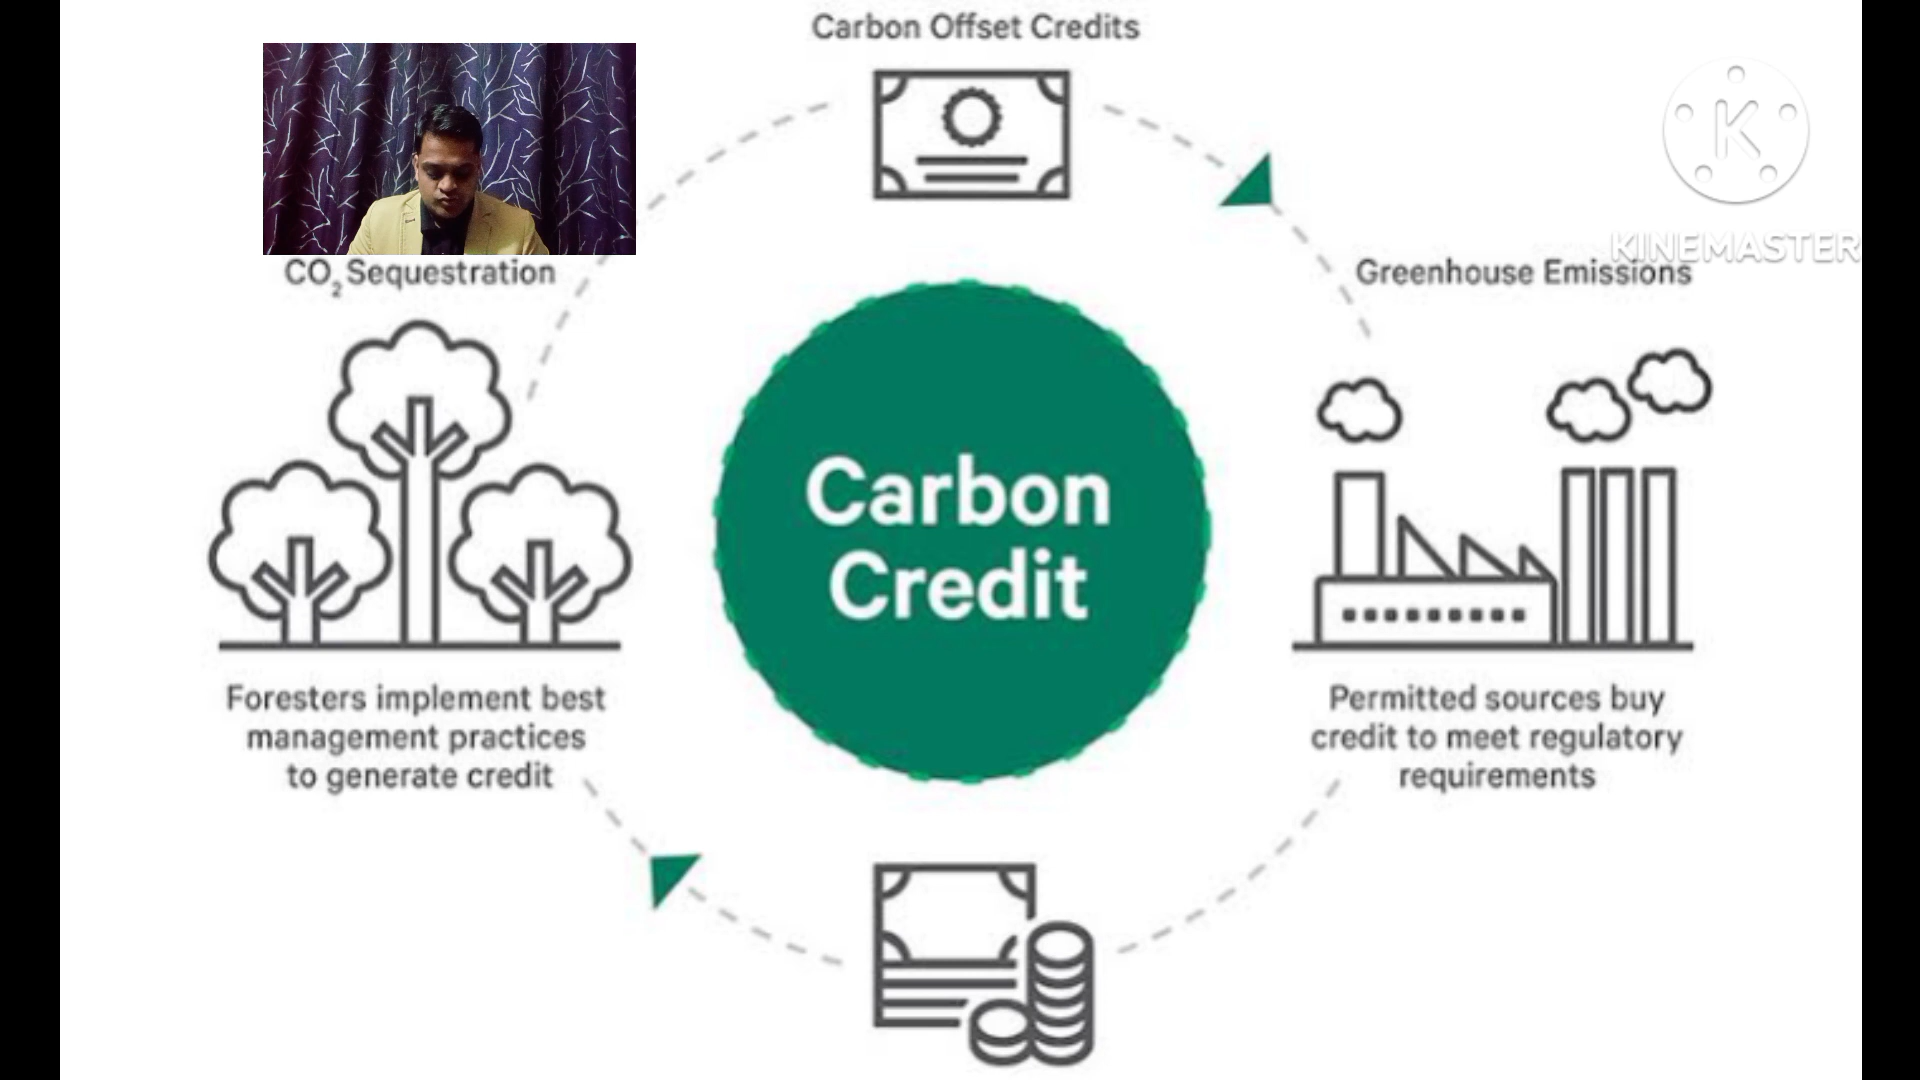 Carbon Offset Credits
K
KINEMASTER
CO₂ Sequestration
Greenhouse Emissions
Carbon
Credit
Foresters implement best
management practices
to generate credit
Permitted sources buy
credit to meet regulatory
requirements